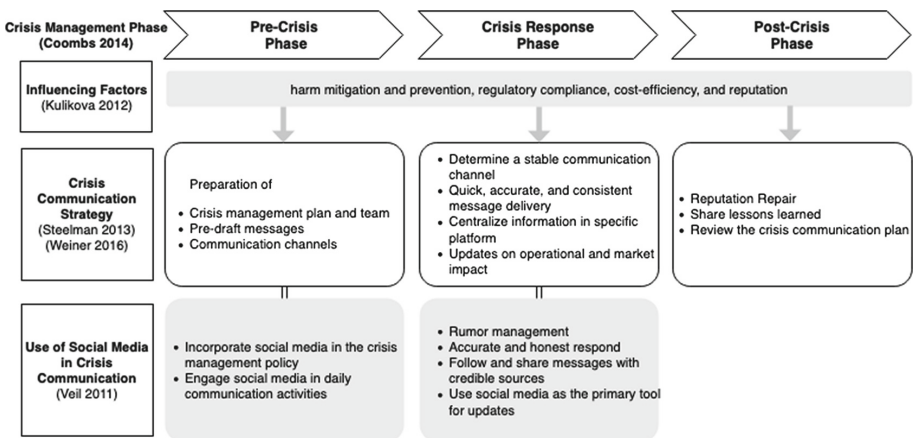 Crisis Management Phase
(Coombs 2014)
Pre-Crisis
Phase
Crisis Response
Phase
Post-Crisis
Phase
Influencing Factors
(Kulikova 2012)
harm mitigation and prevention, regulatory compliance, cost-efficiency, and reputation
Crisis
Communication
Strategy
(Steelman 2013)
(Weiner 2016)
Preparation of
• Crisis management plan and team
• Pre-draft messages
• Communication channels
• Determine a stable communication
channel
• Quick, accurate, and consistent
message delivery
• Centralize information in specific
platform
• Updates on operational and market
impact
• Reputation Repair
• Share lessons learned
• Review the crisis communication plan
Use of Social Media
in Crisis
Communication
(Veil 2011)
• Incorporate social media in the crisis
management policy
• Engage social media in daily
communication activities
• Rumor management
• Accurate and honest respond
• Follow and share messages with
credible sources
• Use social media as the primary tool
for updates